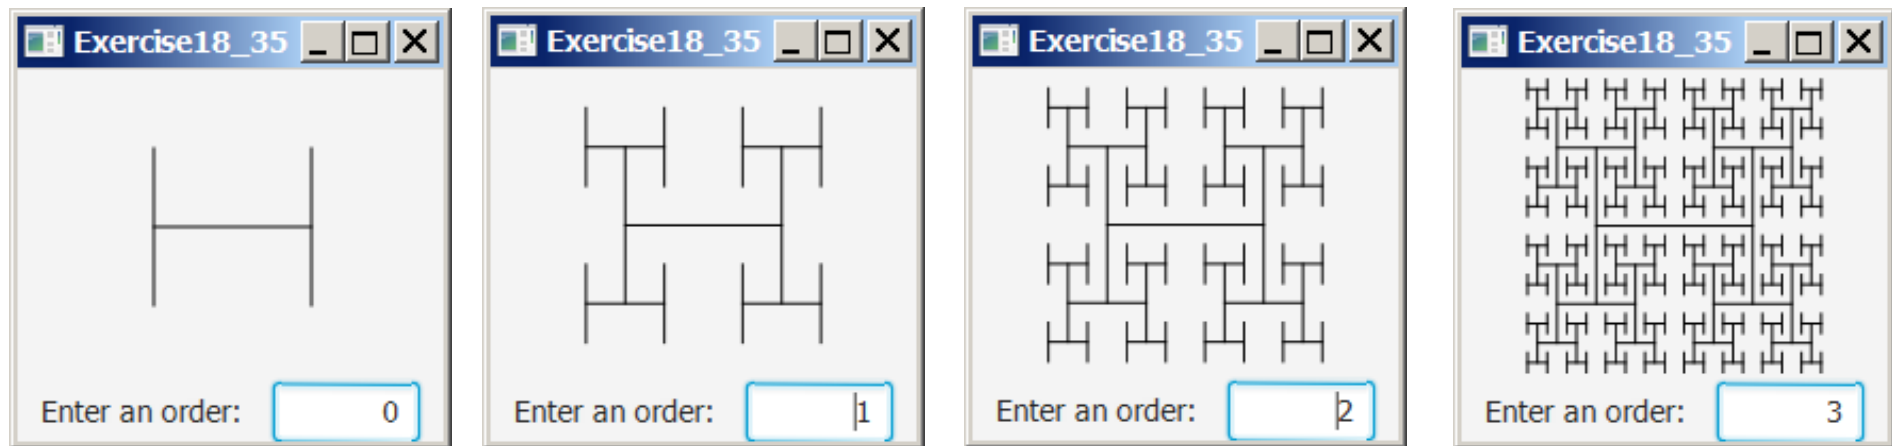 Exercise18_35
Enter an order: 0
Exercise18_35
Enter an order: 1
Exercise18_35
Enter an order: 2
Exercise18_35
Enter an order: 3